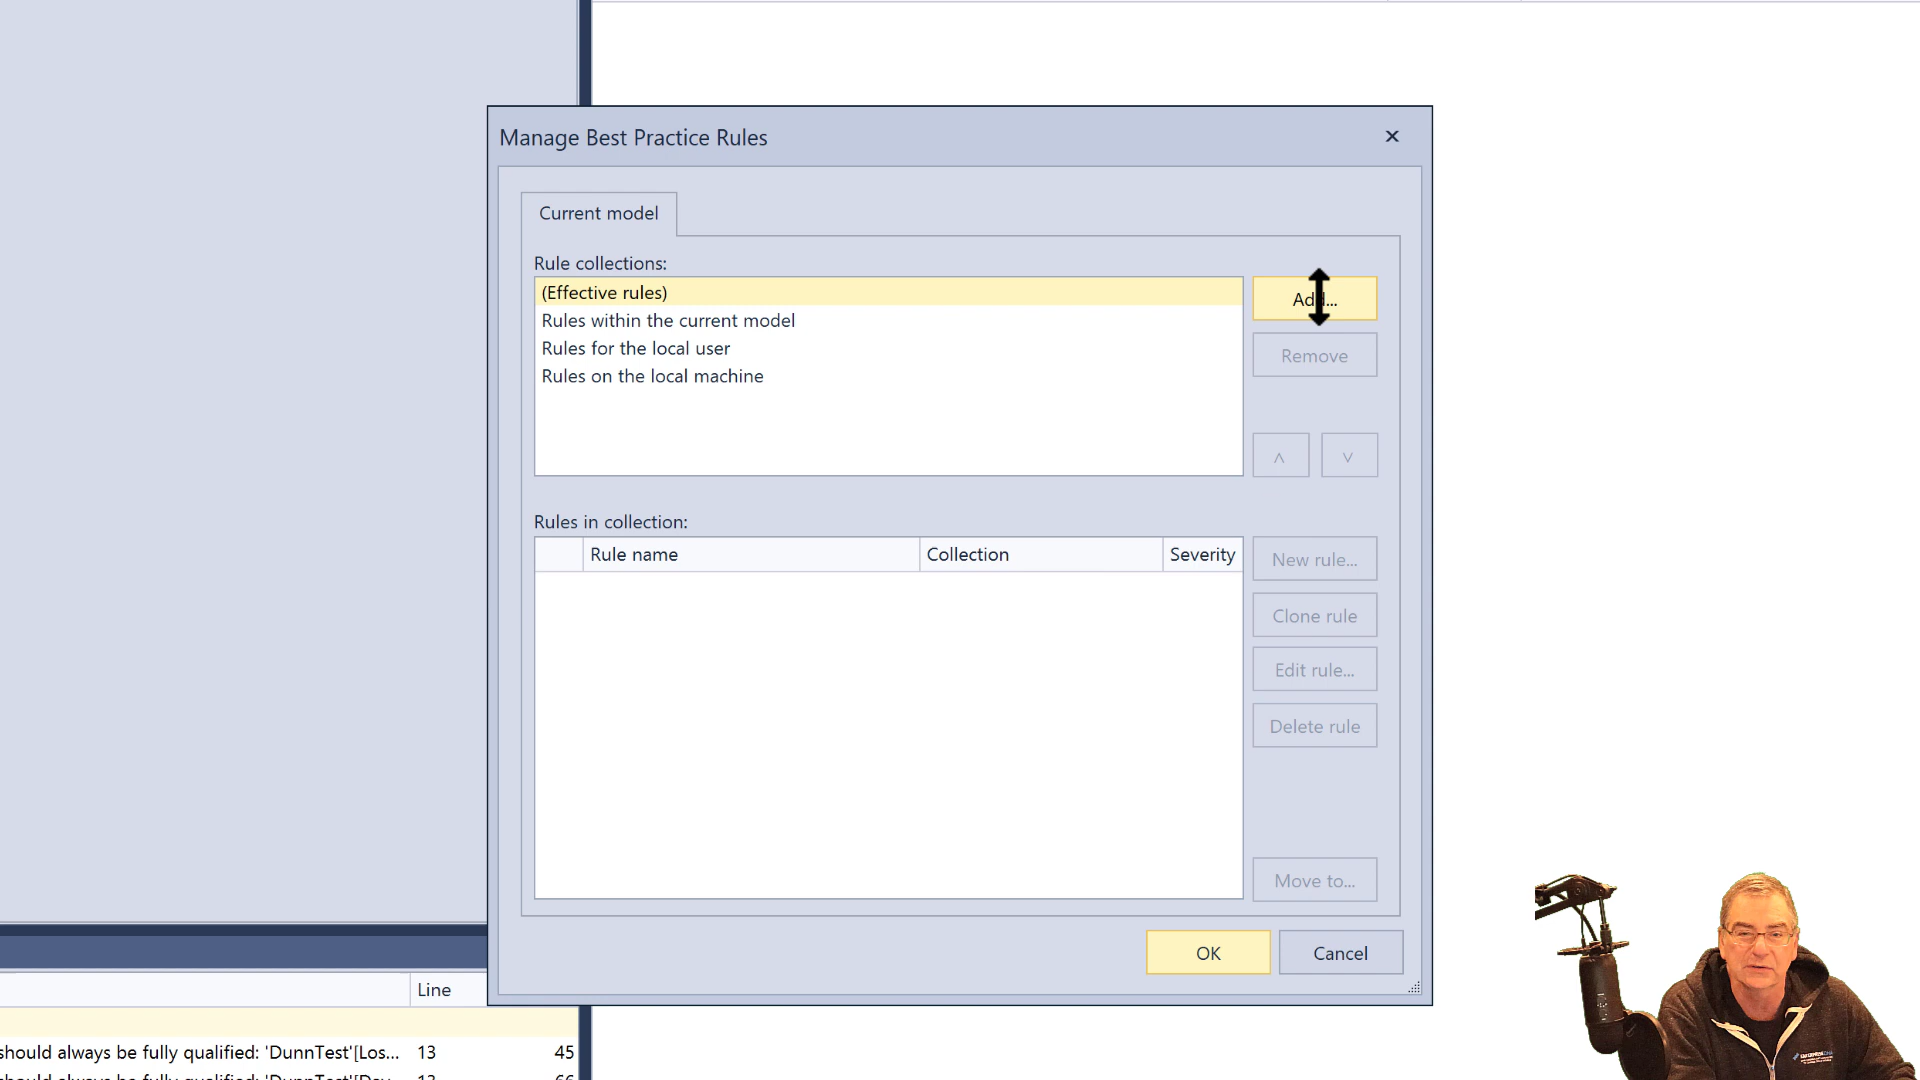 Manage Best Practice Rules
Current model
Rule collections:
(Effective rules)
Rules within the current model
Rules for the local user
Rules on the local machine
Add...
Remove
Rules in collection:
Rule name Collection Severity
New rule...
Clone rule
Edit rule...
Delete rule
Move to...
OK Cancel
Line
should always be fully qualified: 'DunnTest'[Los... 13 45